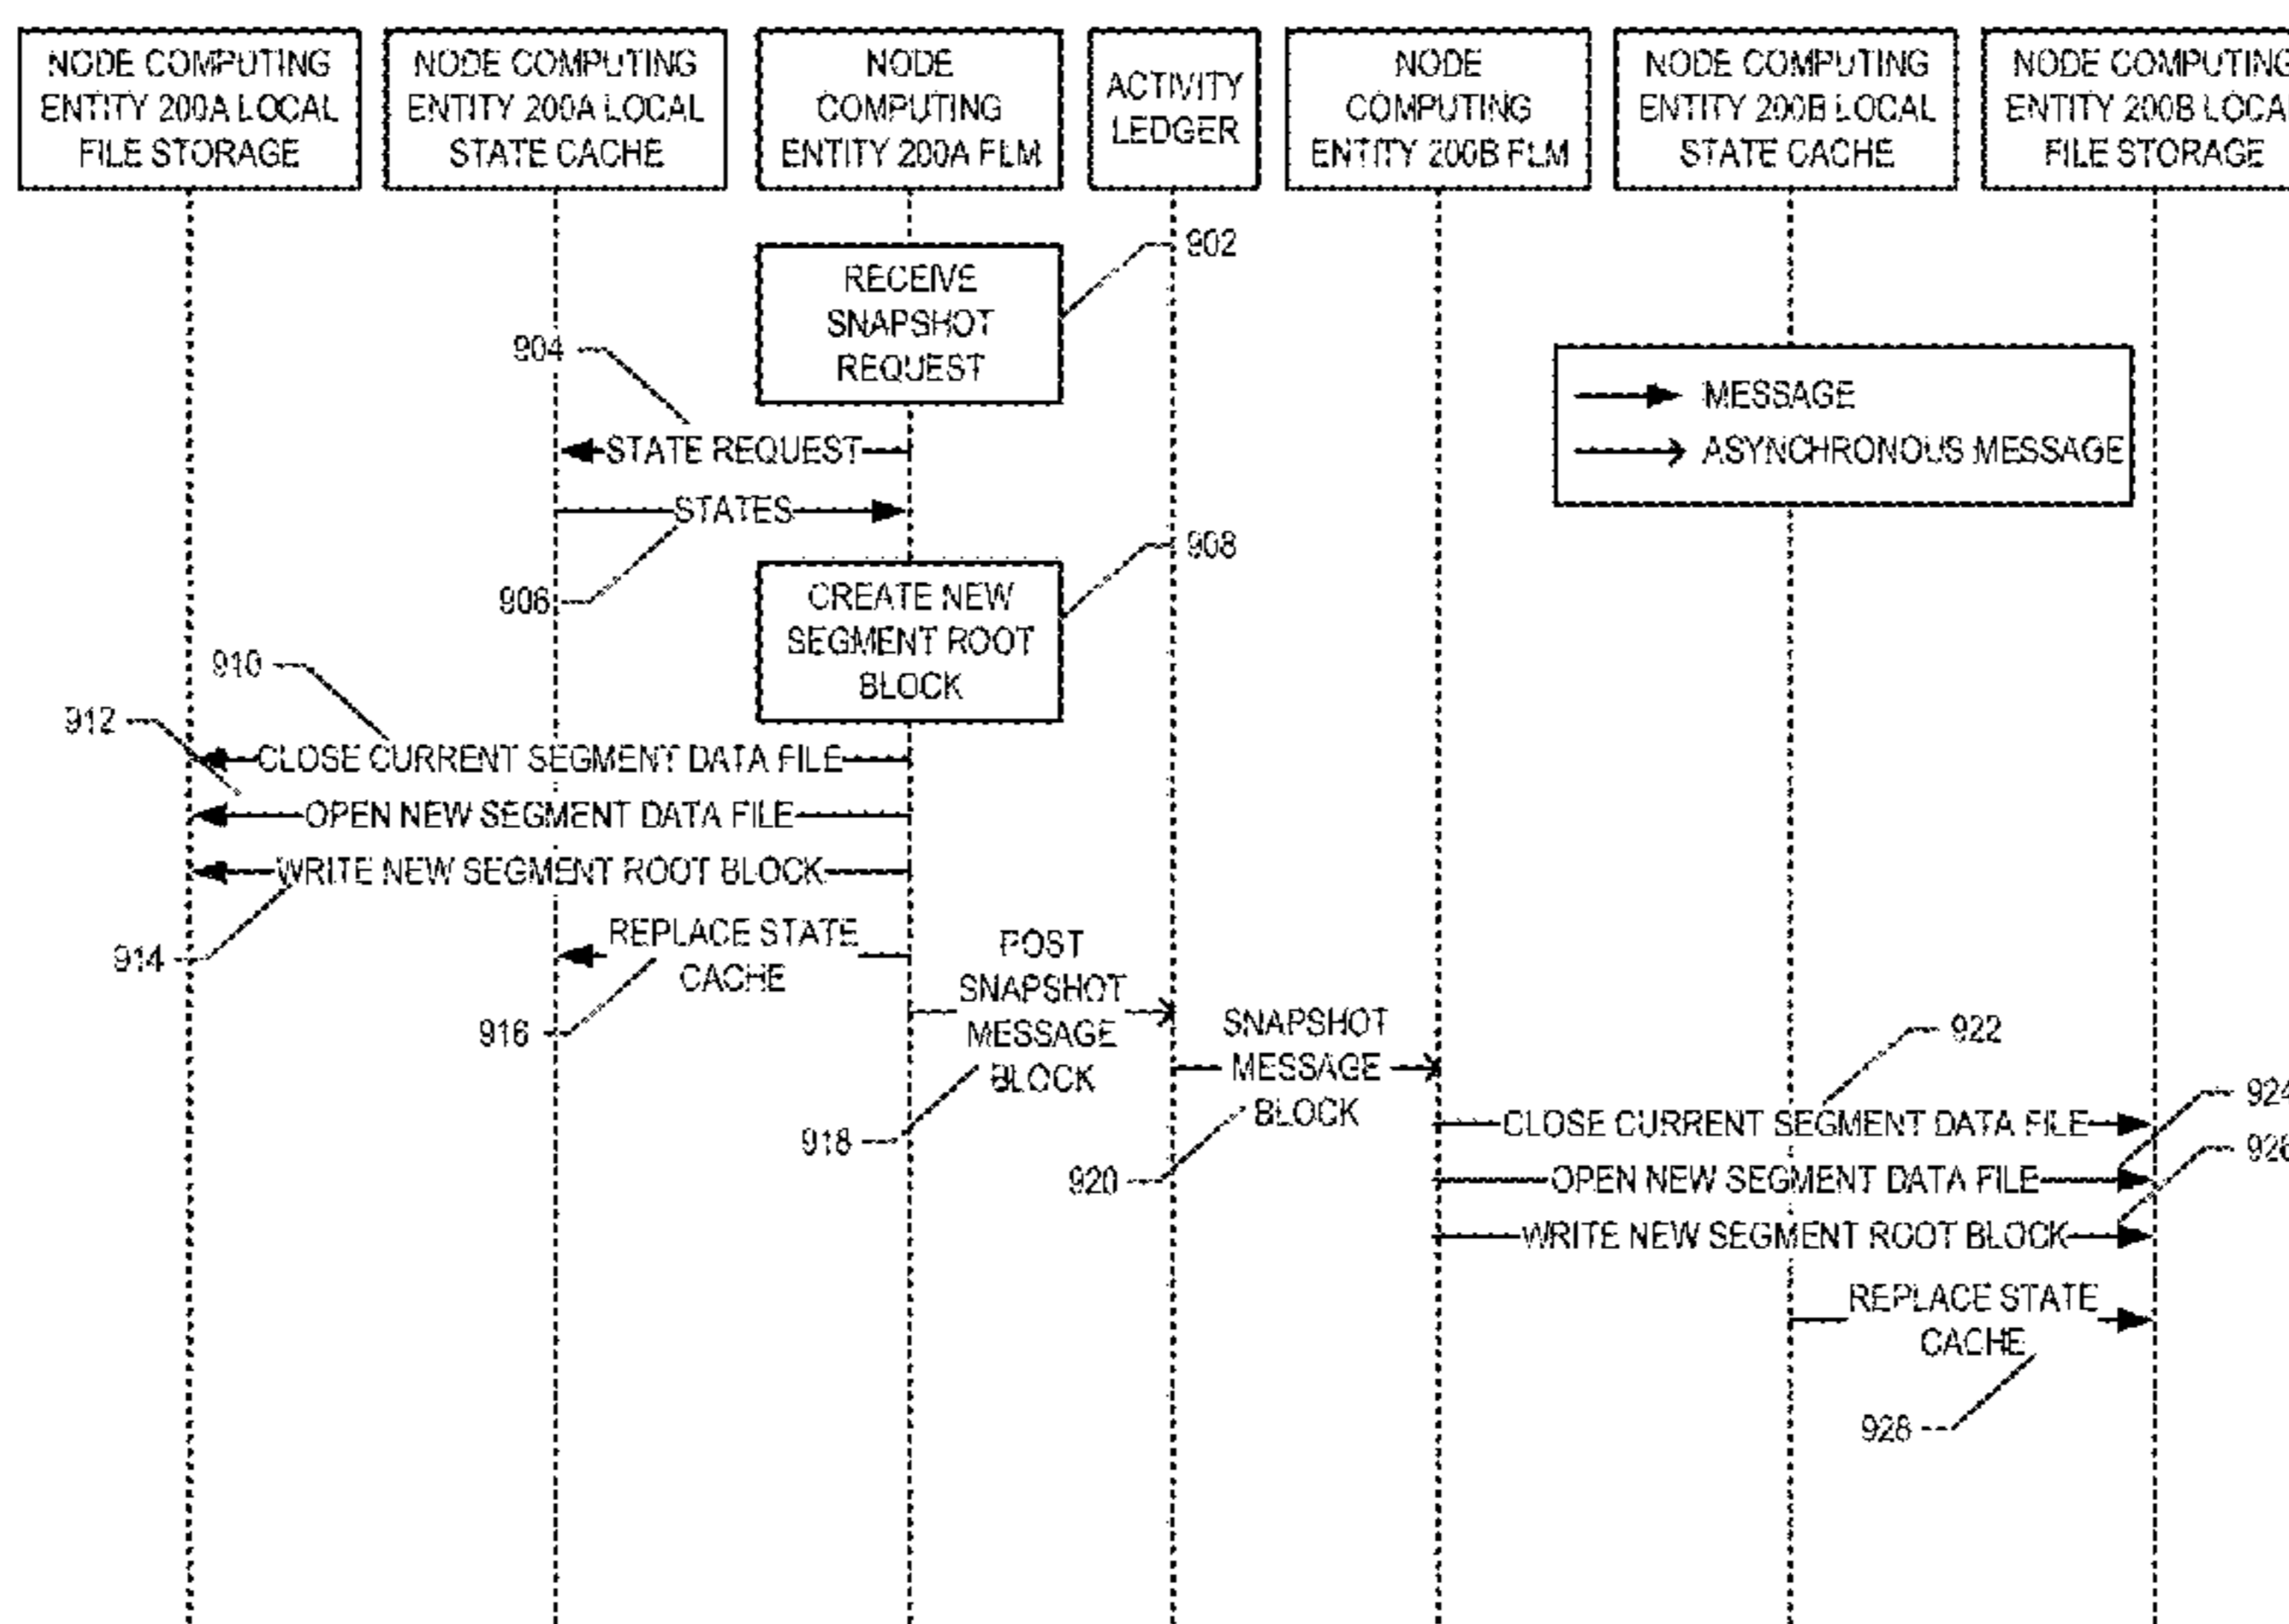 NODE COMPUTING
ENTITY 200A LOCAL
FILE STORAGE
NODE COMPUTING
ENTITY 200A LOCAL
STATE CACHE
NODE
COMPUTING
ENTITY 200A FLM
ACTIVITY
LEDGER
NODE
COMPUTING
ENTITY 200B FLM
NODE COMPUTING
ENTITY 200B LOCAL
STATE CACHE
NODE COMPUTING
ENTITY 200B LOCAL
FILE STORAGE
902
RECEIVE
SNAPSHOT
REQUEST
904
MESSAGE
ASYNCHRONOUS MESSAGE
STATE REQUEST
STATES
908
906
CREATE NEW
SEGMENT ROOT
BLOCK
910
912
CLOSE CURRENT SEGMENT DATA FILE
OPEN NEW SEGMENT DATA FILE
WRITE NEW SEGMENT ROOT BLOCK
914
REPLACE STATE
CACHE
916
POST
SNAPSHOT
MESSAGE
BLOCK
918
SNAPSHOT
MESSAGE
BLOCK
920
922
CLOSE CURRENT SEGMENT DATA FILE
924
OPEN NEW SEGMENT DATA FILE
926
WRITE NEW SEGMENT ROOT BLOCK
REPLACE STATE
CACHE
928